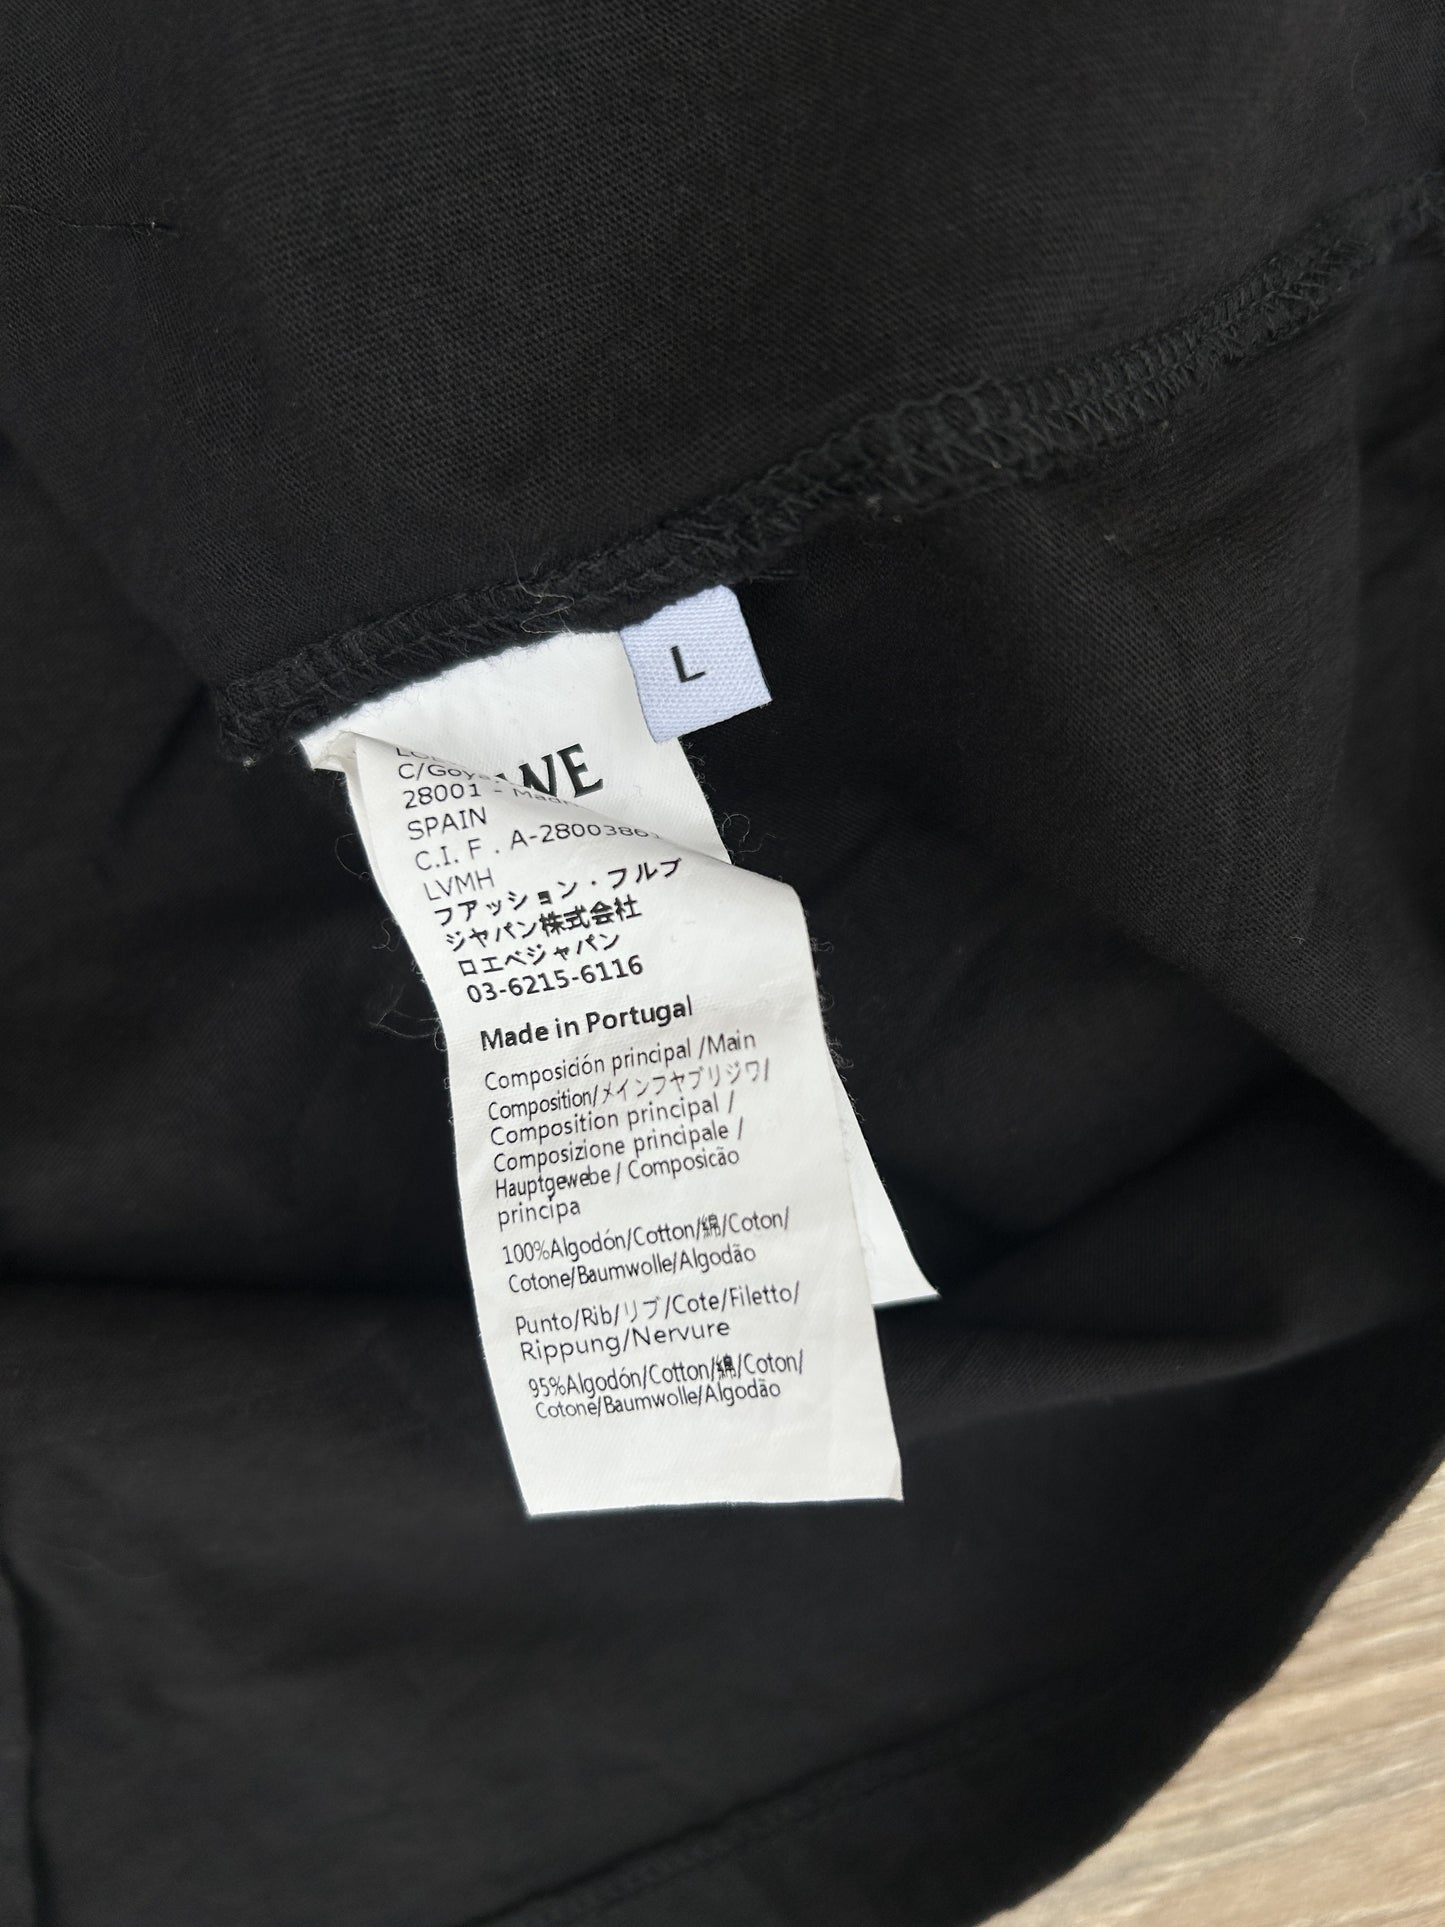 L
WE
C/Goya
28001 - Madr
SPAIN
C.I. F . A-2800386
LVMH
フアッション・フルブ
ジャパン株式会社
ロエベジャパン
03-6215-6116
Made in Portugal
Composición principal /Main
Composition/メインファブリジワ/
Composition principal /
Composizione principale /
Hauptgewebe / Composicão
principa
100%Algodón/Cotton/綿/Coton/
Cotone/Baumwolle/Algodão
Punto/Rib/リブ/Cote/Filetto/
Rippung/Nervure
95%Algodón/Cotton/綿/Coton/
Cotone/Baumwolle/Algodão